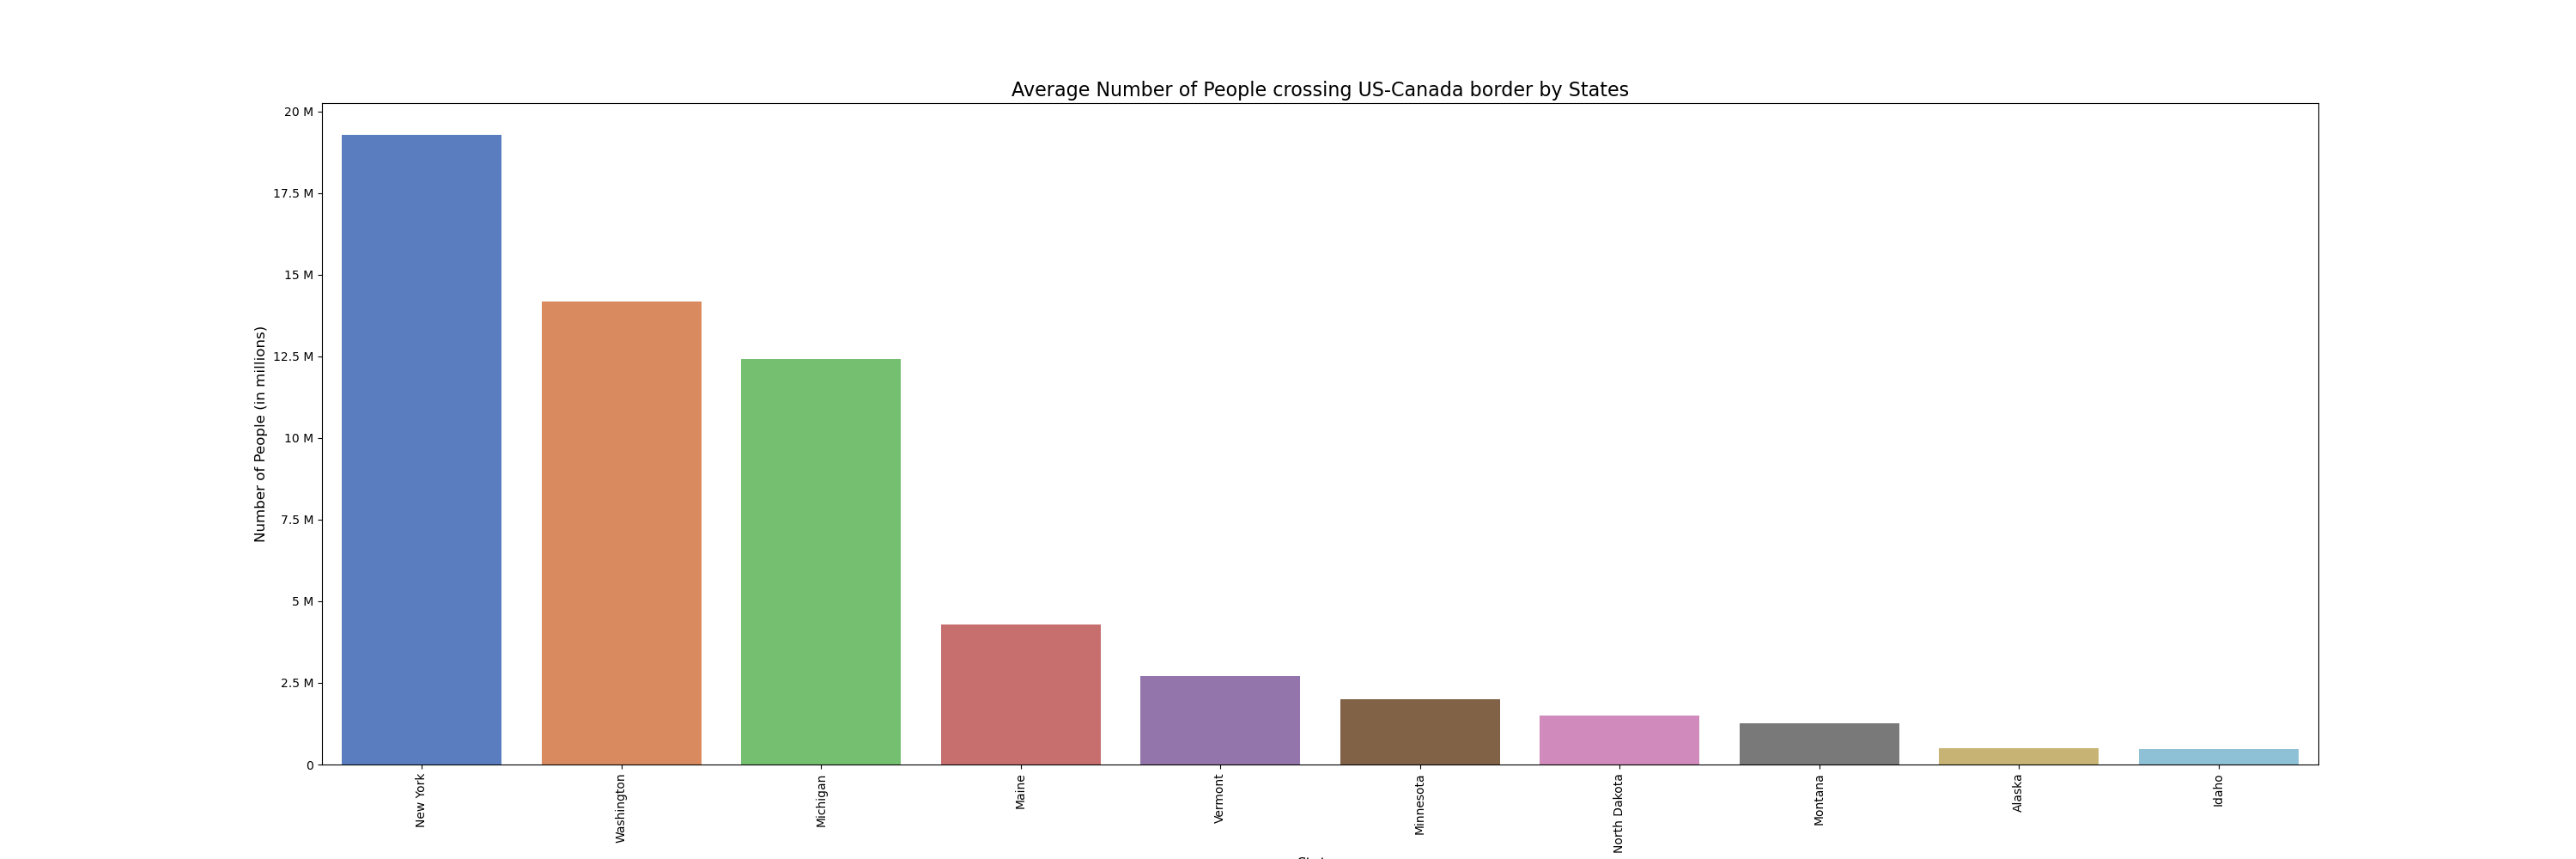 Average Number of People crossing US-Canada border by States
20 M
17.5 M
15 M
12.5 M
10 M
7.5 M
5 M
2.5 M
0
Number of People (in millions)
New York
Washington
Michigan
Maine
Vermont
Minnesota
North Dakota
Montana
Alaska
Idaho